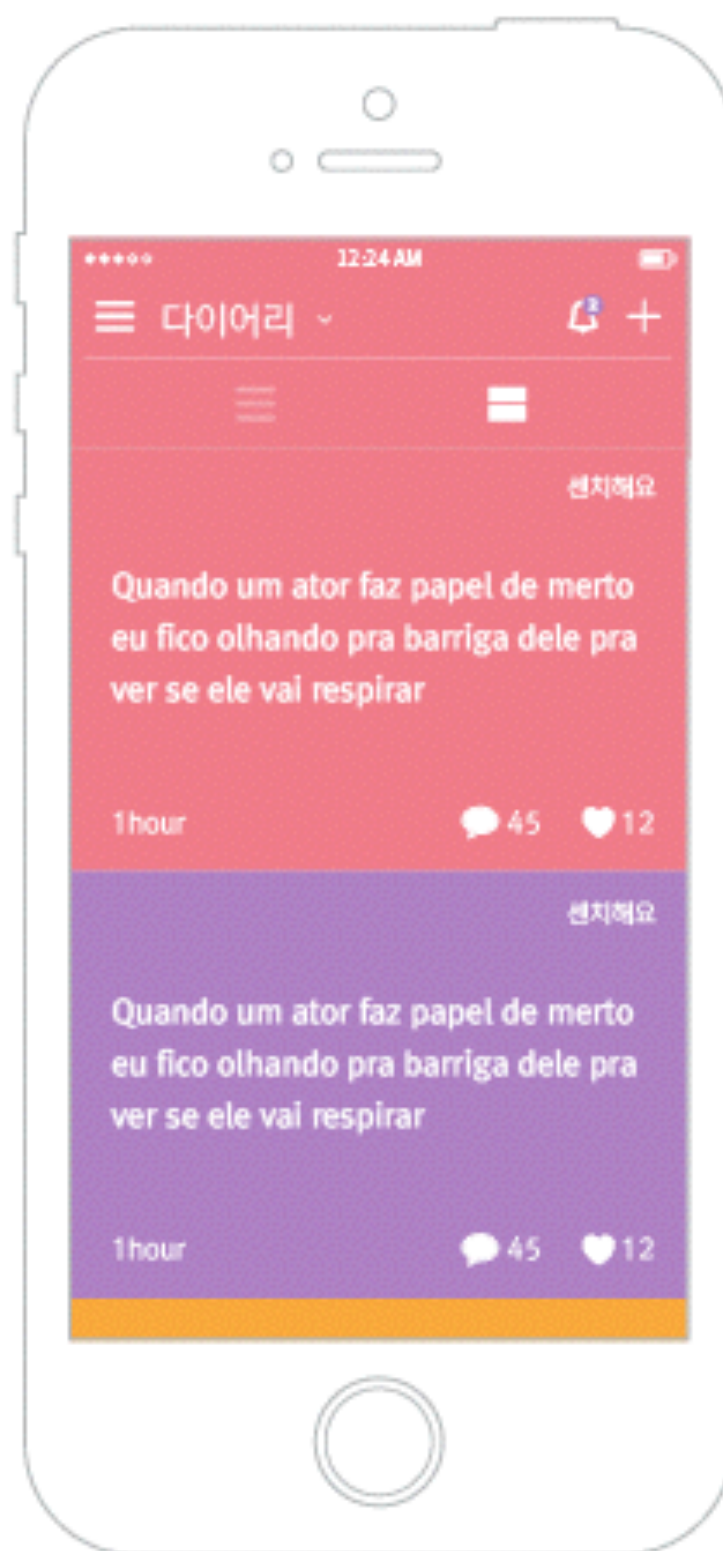 12:24 AM
다이어리
2
센치해요
Quando um ator faz papel de merto
eu fico olhando pra barriga dele pra
ver se ele vai respirar
1hour 45 12
센치해요
Quando um ator faz papel de merto
eu fico olhando pra barriga dele pra
ver se ele vai respirar
1hour 45 12